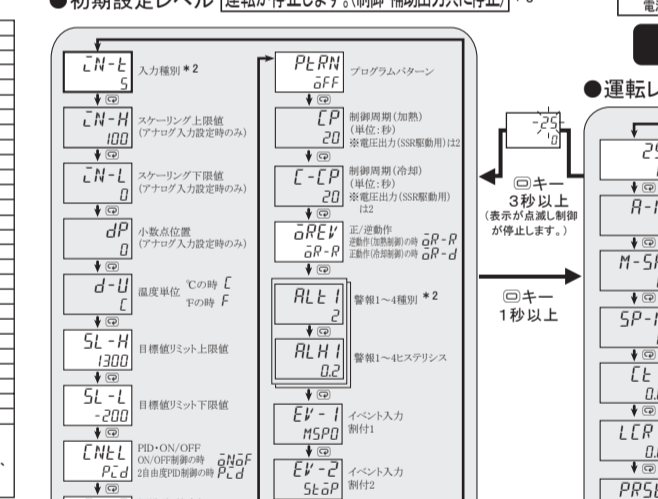 ●初期設定レベル 運転が停止します。(制御・補助出力共に停止)
iN-t
5
入力種別 *2
iN-H
100
スケーリング上限値
(アナログ入力設定時のみ)
iN-L
0
スケーリング下限値
(アナログ入力設定時のみ)
dP
0
小数点位置
(アナログ入力設定時のみ)
d-U
C
温度単位 ℃の時 C
℉の時 F
SL-H
1300
目標値リミット上限値
SL-L
-200
目標値リミット下限値
CNtL
Pid
PID・ON/OFF
ON/OFF制御の時 oNoF
2自由度PID制御の時 Pid
PtRN
oFF
プログラムパターン
CP
20
制御周期(加熱)
(単位:秒)
※電圧出力(SSR駆動用)は2
C-CP
20
制御周期(冷却)
(単位:秒)
※電圧出力(SSR駆動用)
は2
oREV
oR-R
正/逆動作
逆動作(加熱制御)の時 oR-R
正動作(冷却制御)の時 oR-d
ALt1
2
警報1～4種別 *2
ALH1
0.2
警報1～4ヒステリシス
EV-1
MSP0
イベント入力
割付1
EV-2
StoP
イベント入力
割付2
-25
0
キー
3秒以上
(表示が点滅し制御
が停止します。)
キー
1秒以上
●運転レ
25
A-
M-SP
SP-
Ct
0.
LCR
0.
PRSt